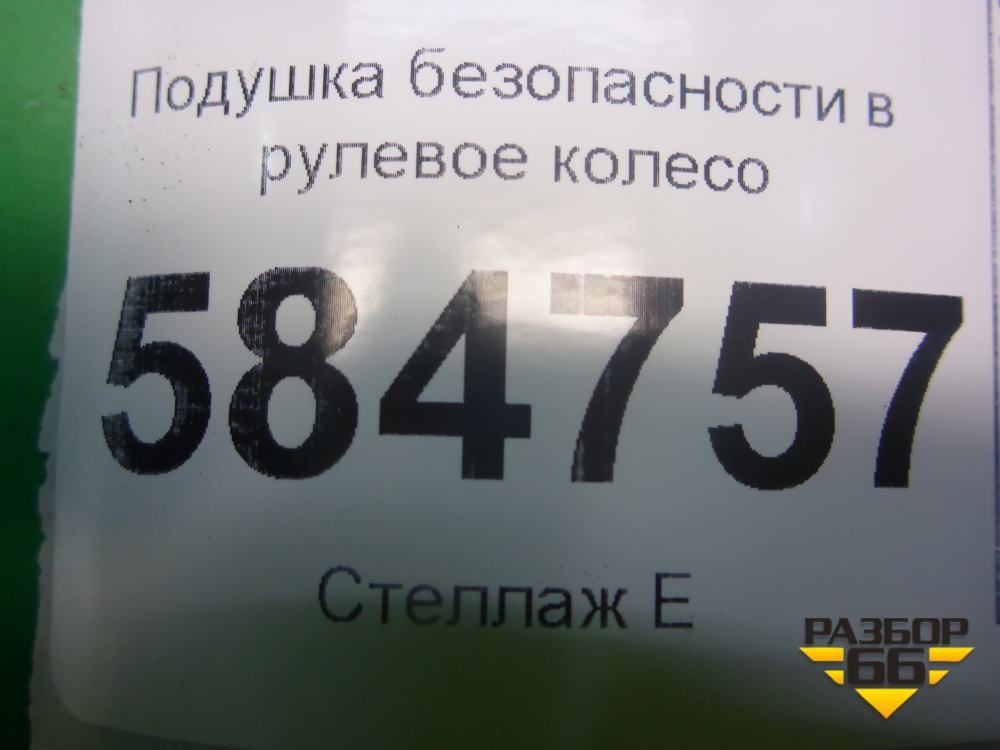 Подушка безопасности в
рулевое колесо
584757
Стеллаж Е
РАЗБОР
66